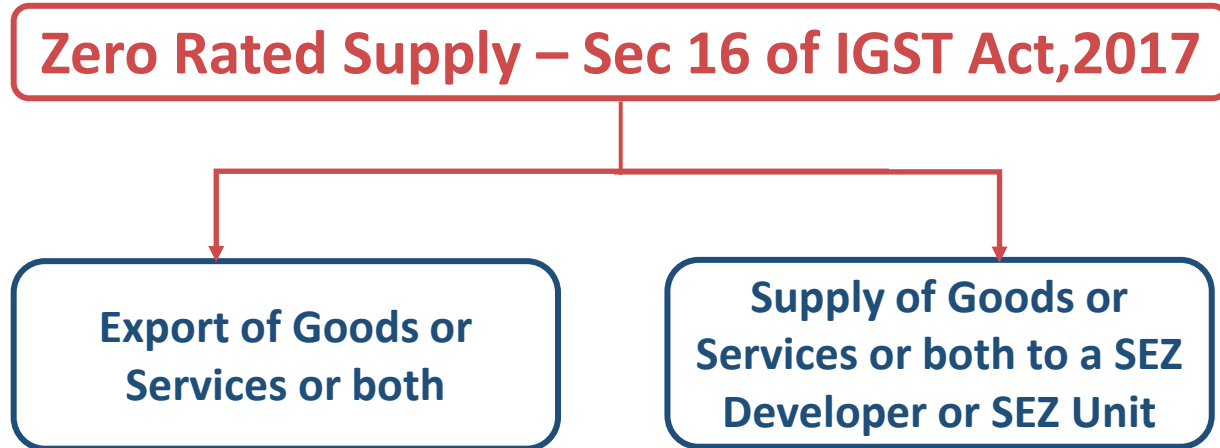 Zero Rated Supply – Sec 16 of IGST Act,2017
Export of Goods or
Services or both
Supply of Goods or
Services or both to a SEZ
Developer or SEZ Unit